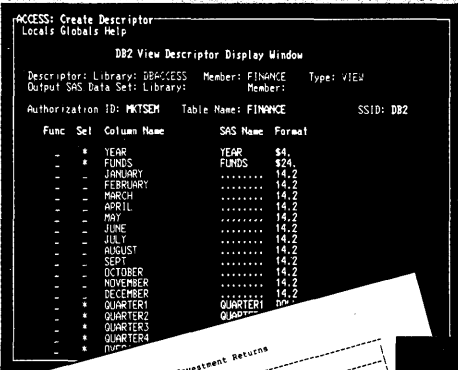 ACCESS: Create Descriptor
Locals Globals Help
DB2 View Descriptor Display Window
Descriptor: Library: DBACCESS Member: FINANCE Type: VIEW
Output SAS Data Set: Library: Member:
Authorization ID: MKTSEM Table Name: FINANCE SSID: DB2
Func Sel Column Name SAS Name Format
_ * YEAR YEAR $4.
_ * FUNDS FUNDS $24.
_ JANUARY ........ 14.2
_ FEBRUARY ........ 14.2
_ MARCH ........ 14.2
_ APRIL ........ 14.2
_ MAY ........ 14.2
_ JUNE ........ 14.2
_ JULY ........ 14.2
_ AUGUST ........ 14.2
_ SEPT ........ 14.2
_ OCTOBER ........ 14.2
_ NOVEMBER ........ 14.2
_ DECEMBER ........ 14.2
_ * QUARTER1 QUARTER1
_ * QUARTER2
_ * QUARTER3
_ * QUARTER4
_ *
Returns